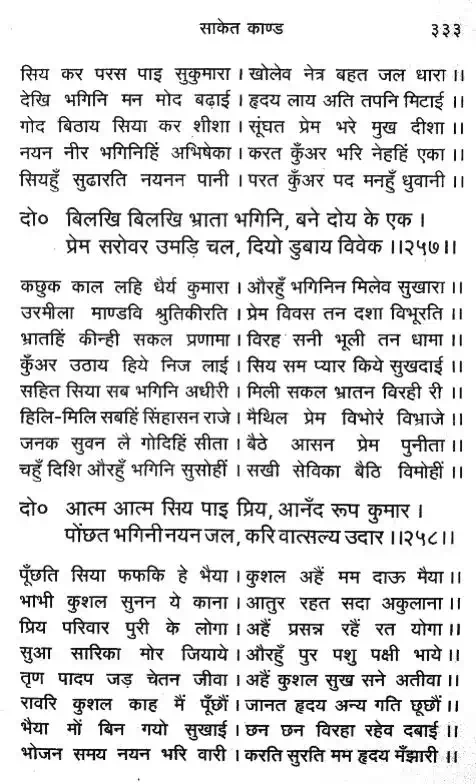 साकेत काण्ड ३३३
सिय कर परस पाइ सुकुमारा । खोलेव नेत्र बहत जल धारा ।।
देखि भगिनि मन मोद बढ़ाई । हृदय लाय अति तपनि मिटाई ।।
गोद बिठाय सिया कर शीशा । सूंघत प्रेम भरे मुख दीशा ।।
नयन नीर भगिनिहिं अभिषेका । करत कुँअर भरि नेहहिं एका ।।
सियहुँ सुढारति नयनन पानी । परत कुँअर पद मनहुँ धुवानी ।।
दो० बिलखि बिलखि भ्राता भगिनि, बने दोय के एक ।
प्रेम सरोवर उमड़ि चल, दियो डुबाय विवेक ।।२५७।।
कछुक काल लहि धैर्य कुमारा । औरहुँ भगिनिन मिलेव सुखारा ।।
उरमीला माण्डवि श्रुतिकीरति । प्रेम विवस तन दशा विभूरति ।।
भ्रातहिं कीन्ही सकल प्रणामा । विरह सनी भूली तन धामा ।।
कुँअर उठाय हिये निज लाई । सिय सम प्यार किये सुखदाई ।।
सहित सिया सब भगिनि अधीरी । मिली सकल भ्रातन विरही री ।।
हिलि-मिलि सबहिं सिंहासन राजे । मैथिल प्रेम विभोरं विभ्राजे ।।
जनक सुवन लै गोदिहिं सीता । बैठे आसन प्रेम पुनीता ।।
चहुँ दिशि औरहुँ भगिनि सुसोहीं । सखी सेविका बैठि विमोहीं ।।
दो० आत्म आत्म सिय पाइ प्रिय, आनँद रूप कुमार ।
पोंछत भगिनी नयन जल, करि वात्सल्य उदार ।।२५८।।
पूँछति सिया फफकि हे भैया । कुशल अहैं मम दाऊ मैया ।।
भाभी कुशल सुनन ये काना । आतुर रहत सदा अकुलाना ।।
प्रिय परिवार पुरी के लोगा । अहैं प्रसन्न रहैं रत योगा ।।
सुआ सारिका मोर जियाये । औरहुँ पुर पशु पक्षी भाये ।।
तृण पादप जड़ चेतन जीवा । अहैं कुशल सुख सने अतीवा ।।
रावरि कुशल काह मैं पूँछौं । जानत हृदय अन्य गति छूछौं ।।
भैया मों बिन गयो सुखाई । छन छन विरहा रहेव दबाई ।।
भोजन समय नयन भरि वारी । करति सुरति मम हृदय मँझारी ।।